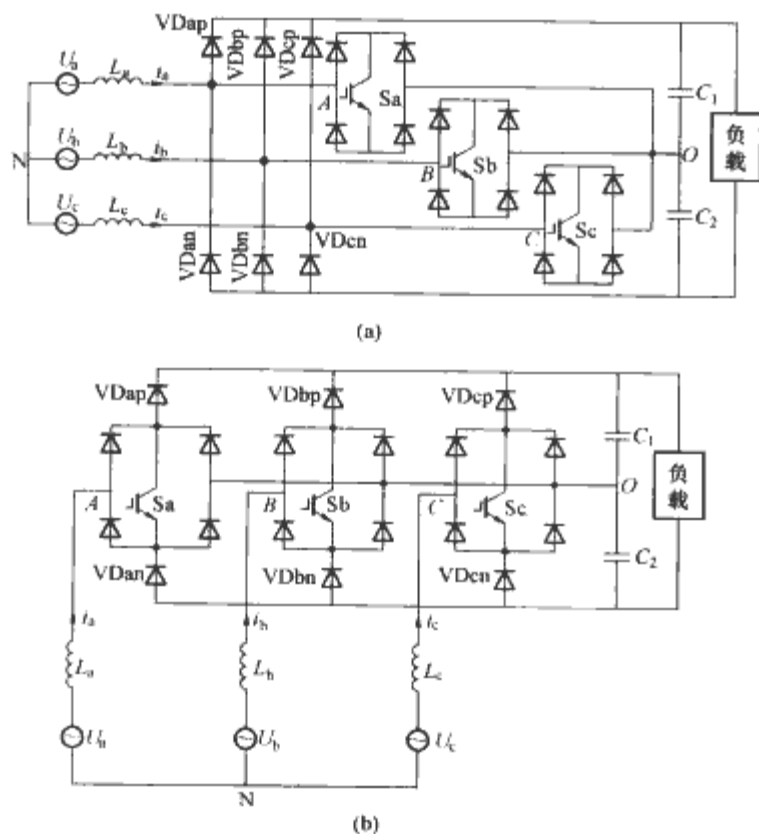 VDap
VDbp
VDcp
Ua
La
ia
A
Sa
C1
N
Ub
Lb
ib
B
Sb
O
负载
Uc
Lc
ic
C
Sc
C2
VDan
VDbn
VDcn
(a)
VDap
VDbp
VDcp
C1
A
Sa
B
Sb
C
Sc
O
负载
VDan
VDbn
VDcn
C2
ia
ib
ic
La
Lb
Lc
Ua
Ub
Uc
N
(b)